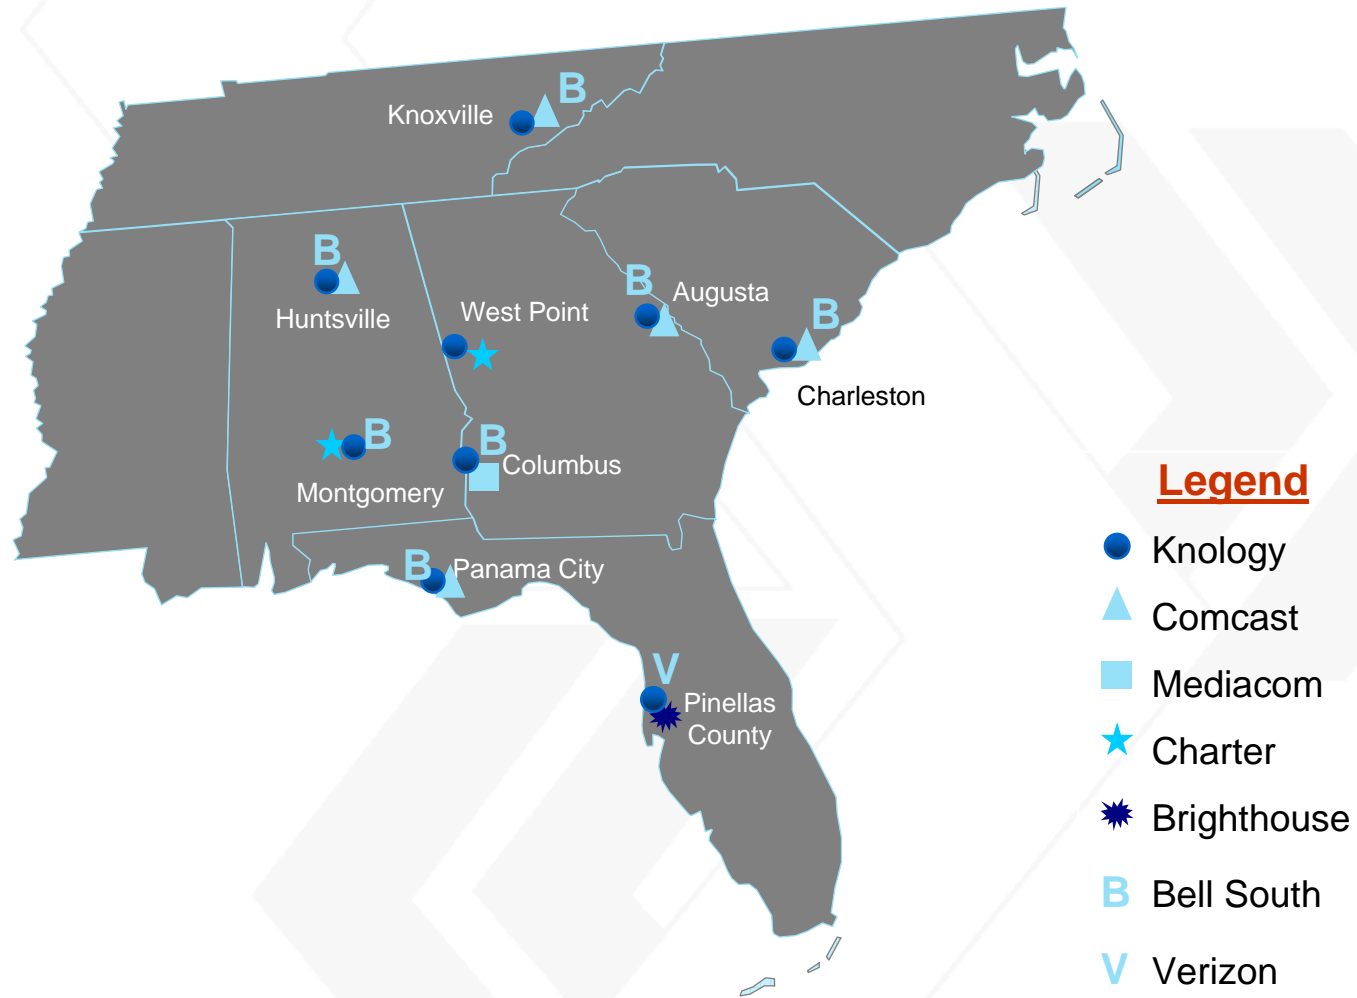 B
Knoxville
B
Huntsville
West Point
B
Augusta
B
Charleston
B
Montgomery
B
Columbus
B
Panama City
V
Pinellas
County
Legend
Knology
Comcast
Mediacom
Charter
Brighthouse
B Bell South
V Verizon